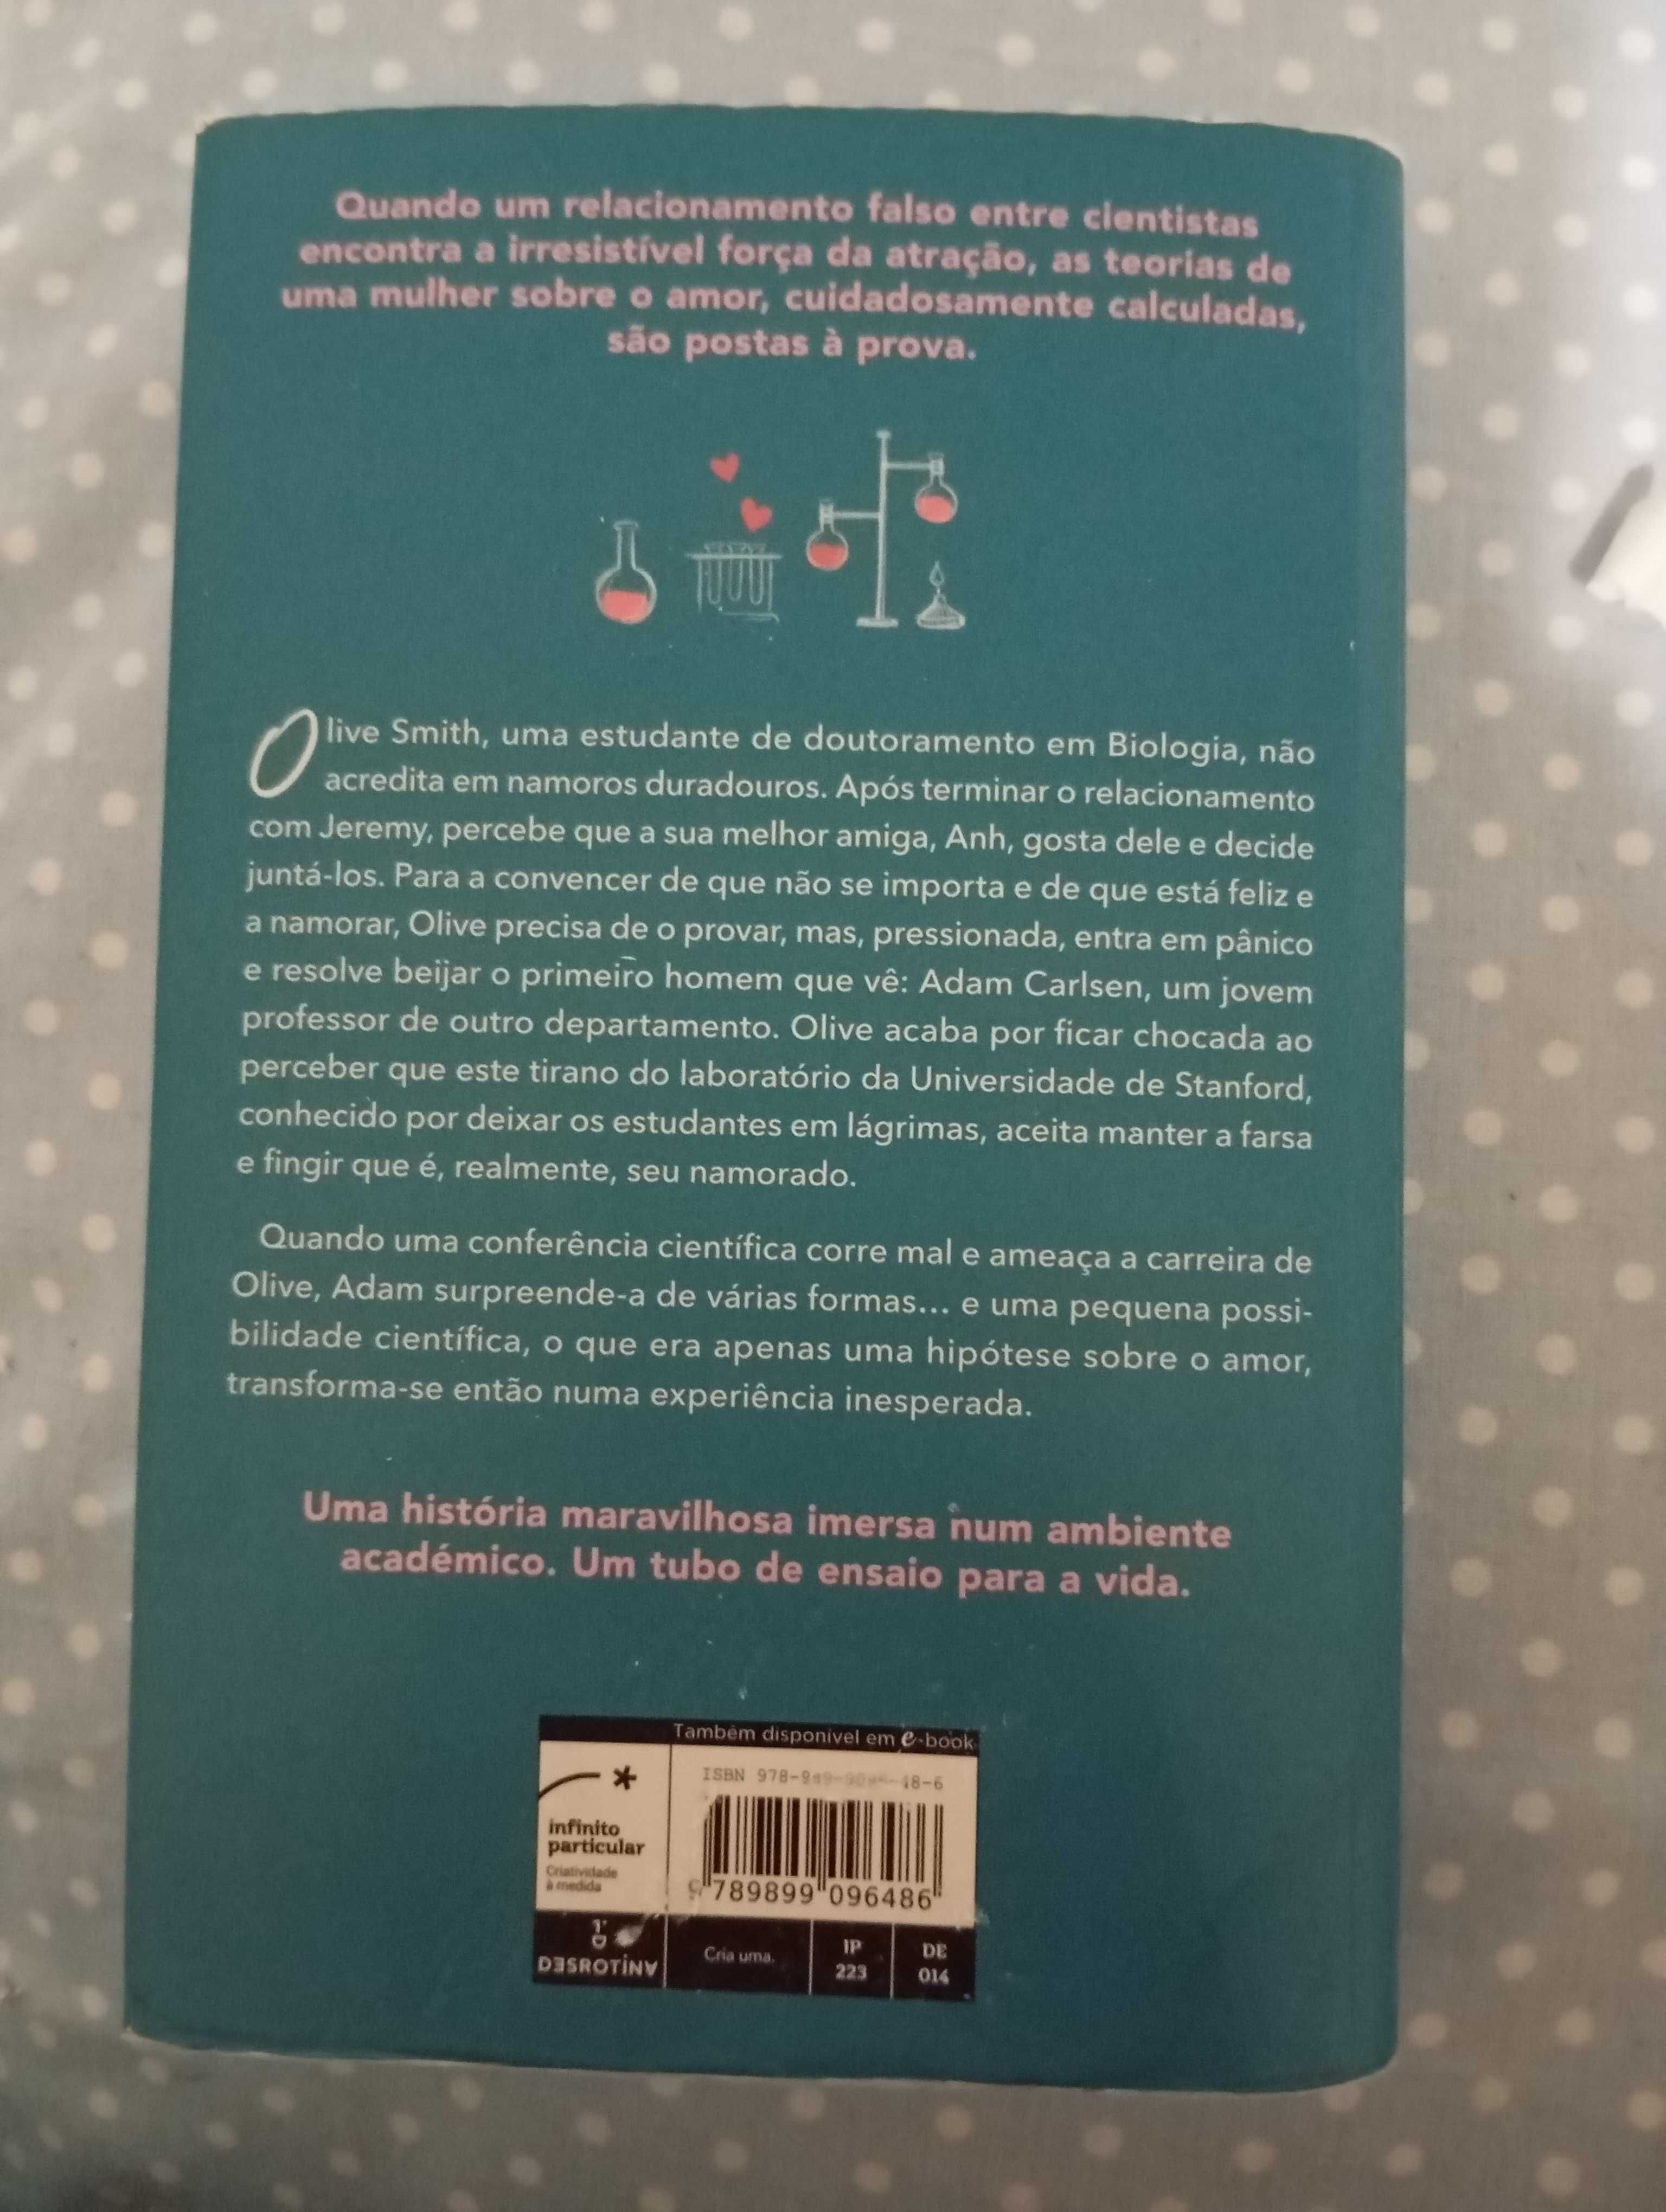 Quando um relacionamento falso entre cientistas
encontra a irresistível força da atração, as teorias de
uma mulher sobre o amor, cuidadosamente calculadas,
são postas à prova.
Olive Smith, uma estudante de doutoramento em Biologia, não
acredita em namoros duradouros. Após terminar o relacionamento
com Jeremy, percebe que a sua melhor amiga, Anh, gosta dele e decide
juntá-los. Para a convencer de que não se importa e de que está feliz e
a namorar, Olive precisa de o provar, mas, pressionada, entra em pânico
e resolve beijar o primeiro homem que vê: Adam Carlsen, um jovem
professor de outro departamento. Olive acaba por ficar chocada ao
perceber que este tirano do laboratório da Universidade de Stanford,
conhecido por deixar os estudantes em lágrimas, aceita manter a farsa
e fingir que é, realmente, seu namorado.
Quando uma conferência científica corre mal e ameaça a carreira de
Olive, Adam surpreende-a de várias formas... e uma pequena possi-
bilidade científica, o que era apenas uma hipótese sobre o amor,
transforma-se então numa experiência inesperada.
Uma história maravilhosa imersa num ambiente
académico. Um tubo de ensaio para a vida.
Também disponível em e-book
ISBN
infinito
particular
Criatividade
à medida
789899 096486
DESROTINA
Cria uma.
IP
223
DE
014